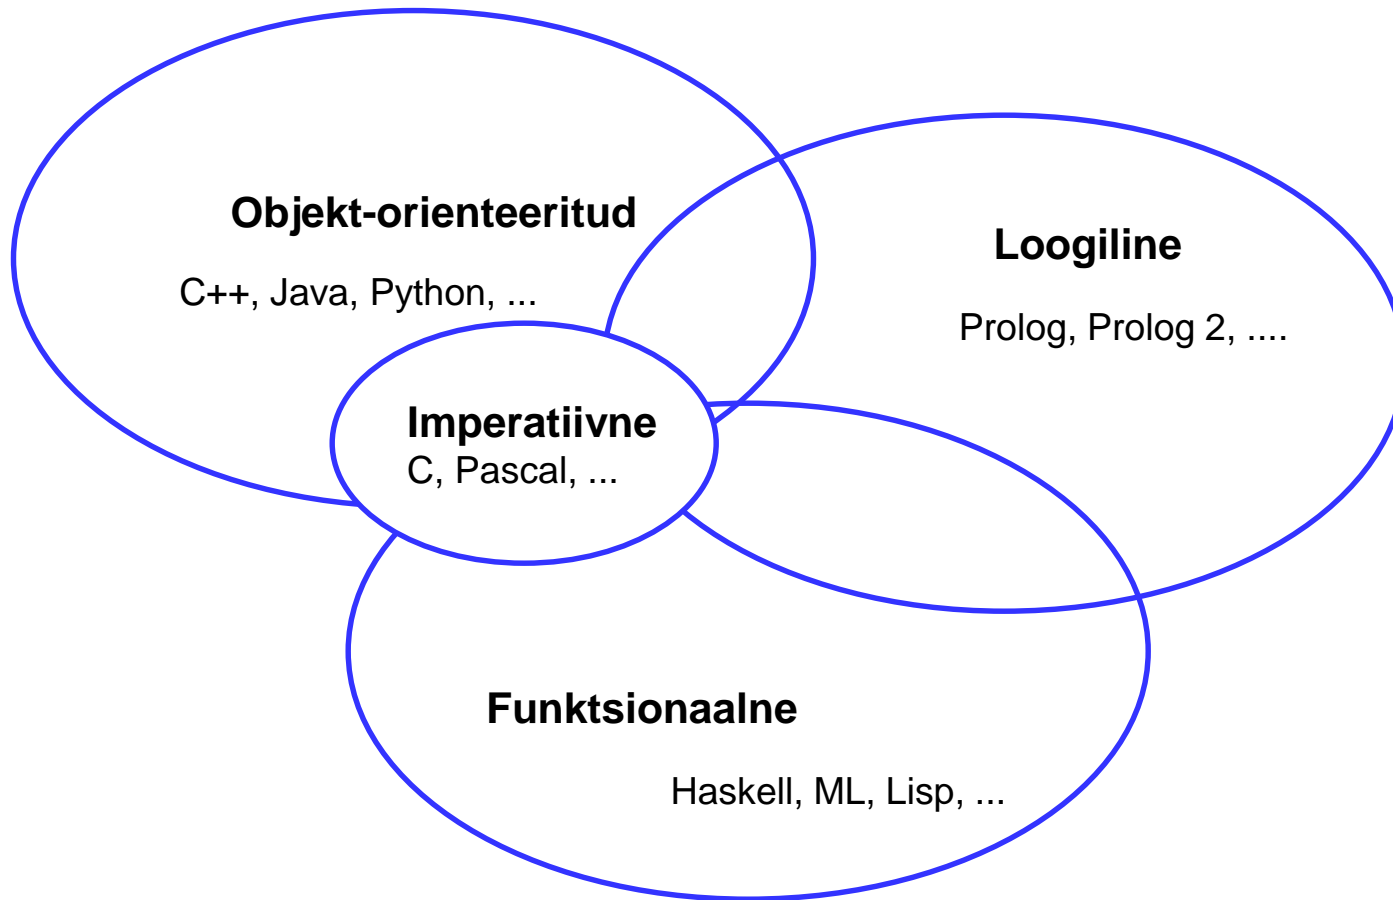 Objekt-orienteeritud
C++, Java, Python, ...
Loogiline
Prolog, Prolog 2, ....
Imperatiivne
C, Pascal, ...
Funktsionaalne
Haskell, ML, Lisp, ...